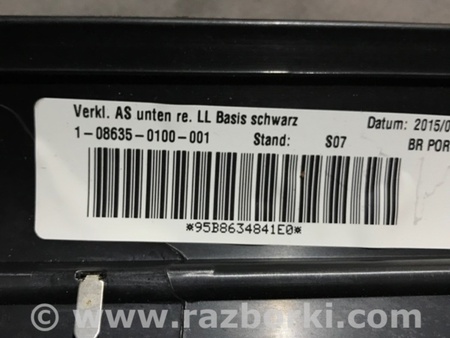 Verkl. AS unten re. LL Basis schwarz Datum: 2015/0
1-08635-0100-001 Stand: S07 BR POR
*95B8634841E0*
© www.razborki.com